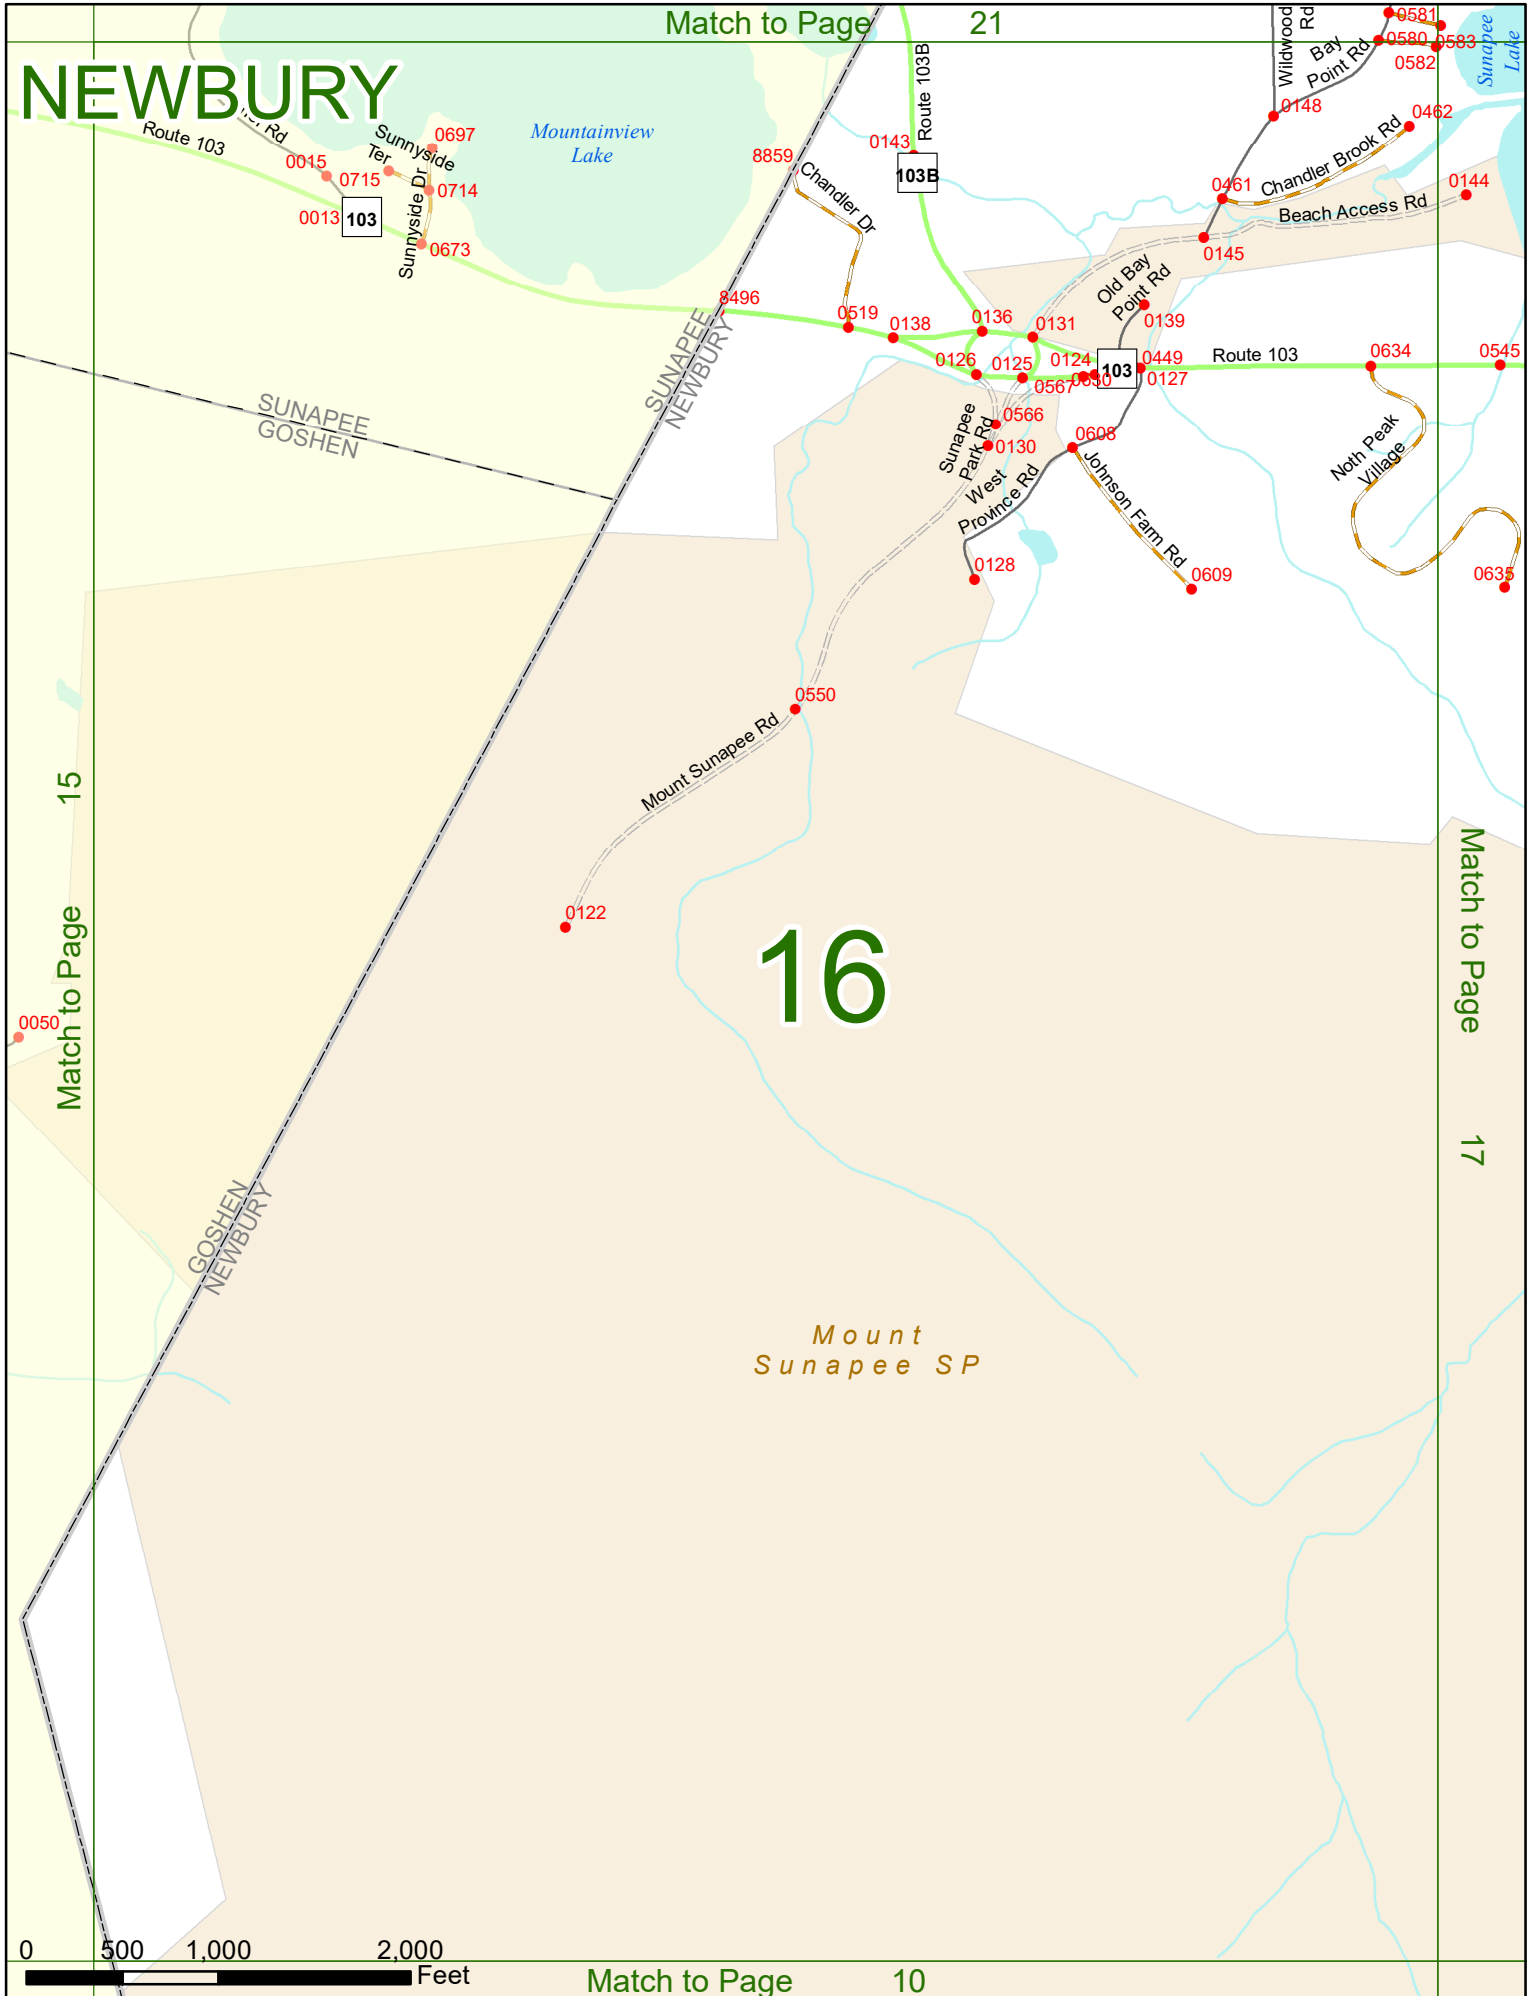 Match to Page 21
NEWBURY
Route 103
Rd
0015
0715
0013
103
Sunnyside
Ter
0697
0714
Sunnyside Dr
0673
Mountainview
Lake
8859
Chandler Dr
0143
Route 103B
103B
Wildwood
Rd
Bay
Point Rd
0581
0580
0583
0582
Sunapee
Lake
0148
0462
Chandler Brook Rd
0461
0144
Beach Access Rd
0145
Old Bay
Point Rd
0139
8496
0519
0138
0136
0131
0126
0125
0124
0567
0630
103
0449
0127
Route 103
0634
0545
SUNAPEE
NEWBURY
SUNAPEE
GOSHEN
Sunapee
Park Rd
0566
0130
0608
West
Province Rd
Johnson Farm Rd
Noth Peak
Village
0128
0609
0635
0550
Mount Sunapee Rd
0122
16
Match to Page 15
Match to Page 17
0050
GOSHEN
NEWBURY
Mount
Sunapee SP
0 500 1,000 2,000
Feet
Match to Page 10